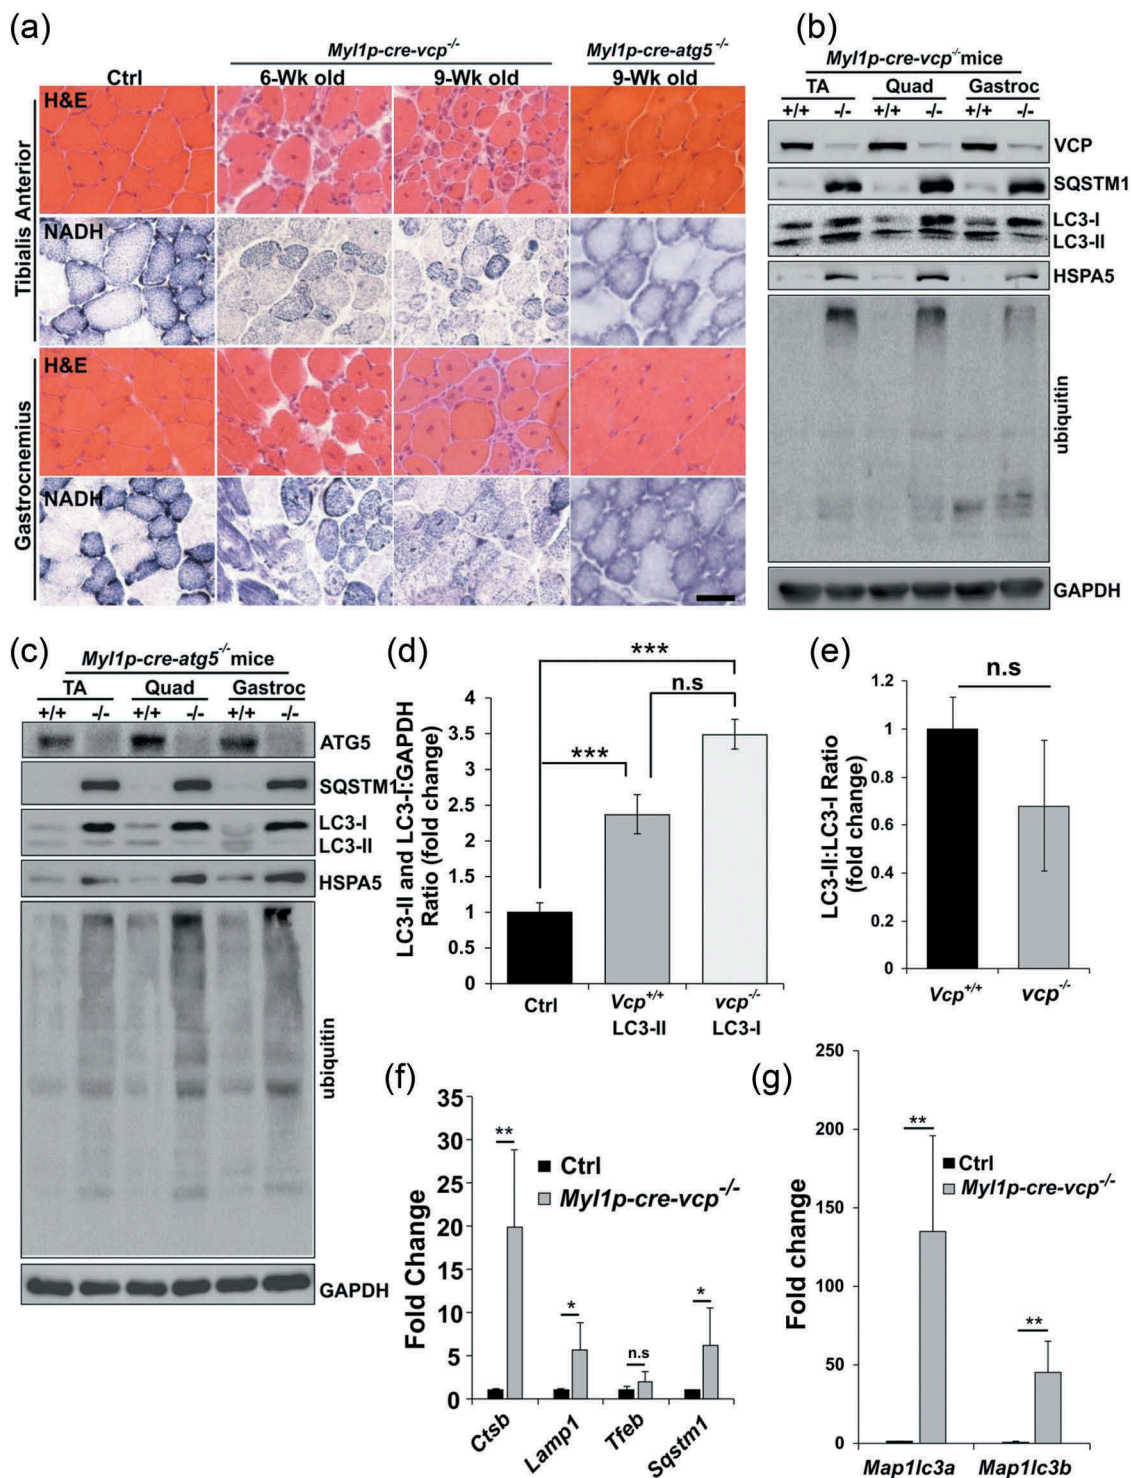 (a)
Myl1p-cre-vcp-/-
Myl1p-cre-atg5-/-
Ctrl
6-Wk old
9-Wk old
9-Wk old
Tibialis Anterior
H&E
NADH
Gastrocnemius
H&E
NADH
(b)
Myl1p-cre-vcp-/-mice
TA Quad Gastroc
+/+ -/- +/+ -/- +/+ -/-
VCP
SQSTM1
LC3-I
LC3-II
HSPA5
ubiquitin
GAPDH
(c)
Myl1p-cre-atg5-/-mice
TA Quad Gastroc
+/+ -/- +/+ -/- +/+ -/-
ATG5
SQSTM1
LC3-I
LC3-II
HSPA5
ubiquitin
GAPDH
(d)
LC3-II and LC3-I:GAPDH
Ratio (fold change)
4
3.5
3
2.5
2
1.5
1
0.5
0
***
n.s
***
Ctrl
Vcp+/+
LC3-II
vcp-/-
LC3-I
(e)
LC3-II:LC3-I Ratio
(fold change)
1.2
1
0.8
0.6
0.4
0.2
0
n.s
Vcp+/+
vcp-/-
(f)
Fold Change
35
30
25
20
15
10
5
0
**
*
n.s
*
Ctrl
Myl1p-cre-vcp-/-
Ctsb
Lamp1
Tfeb
Sqstm1
(g)
Fold change
250
200
150
100
50
0
**
**
Ctrl
Myl1p-cre-vcp-/-
Map1lc3a
Map1lc3b